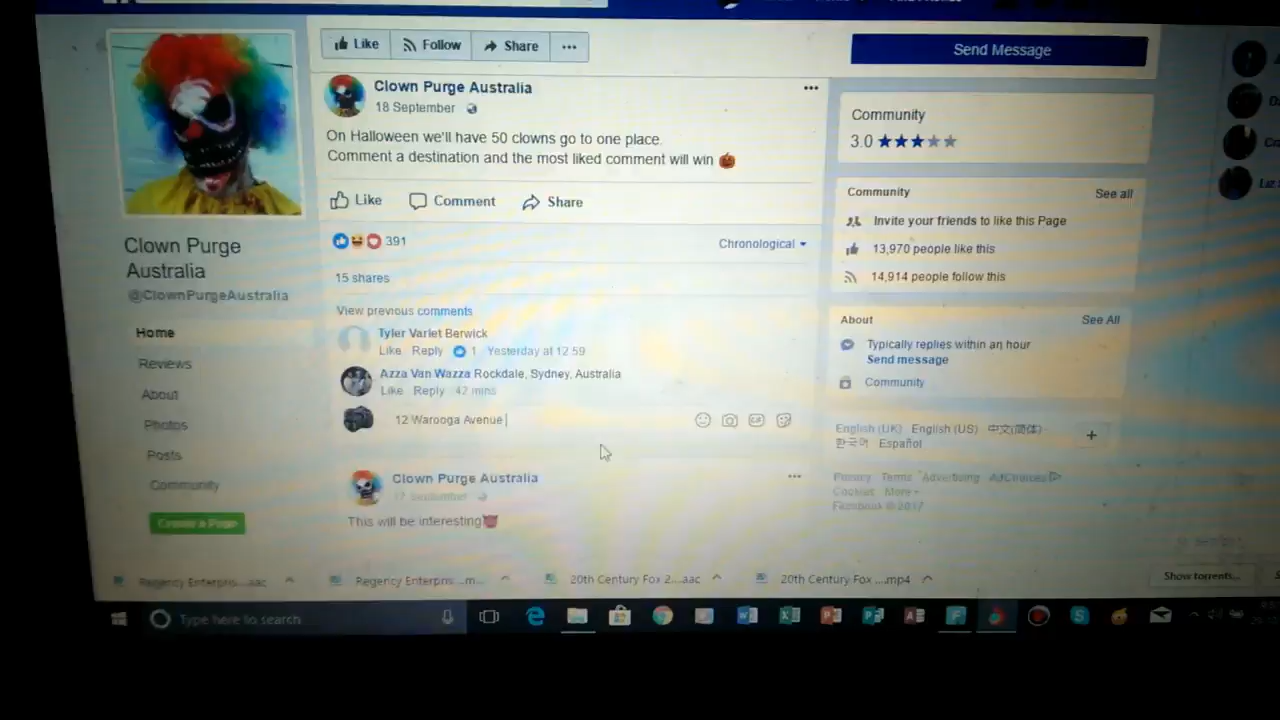 Like
Follow
Share
Send Message
Clown Purge Australia
18 September
On Halloween we'll have 50 clowns go to one place.
Comment a destination and the most liked comment will win
Like
Comment
Share
391
Chronological
15 shares
View previous comments
Tyler Varlet Berwick
Like Reply 1 Yesterday at 12:59
Azza Van Wazza Rockdale, Sydney, Australia
Like Reply 42 mins
12 Warooga Avenue
Clown Purge Australia
17 September
This will be interesting
Clown Purge
Australia
@ClownPurgeAustralia
Home
Reviews
About
Photos
Posts
Community
Create a Page
Community
3.0
Community See all
Invite your friends to like this Page
13,970 people like this
14,914 people follow this
About See All
Typically replies within an hour
Send message
Community
English (UK) English (US) 中文(简体)
한국어 Español
Privacy Terms Advertising AdChoices
Cookies More
Facebook © 2017
Regency Enterpris....aac
Regency Enterpris....m...
20th Century Fox 2....aac
20th Century Fox ....mp4
Show torrents...
Type here to search